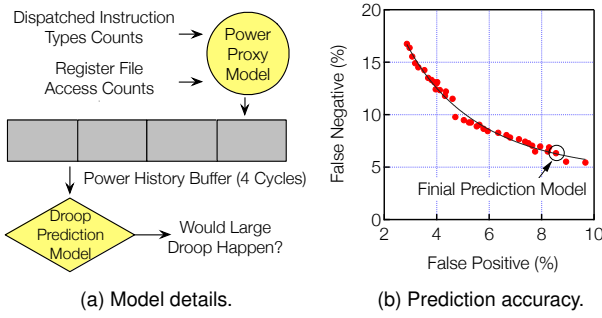 Dispatched Instruction
Types Counts
Power
Proxy
Model
Register File
Access Counts
Power History Buffer (4 Cycles)
Droop
Prediction
Model
Would Large
Droop Happen?
(a) Model details.
20
15
10
5
0
False Negative (%)
2 4 6 8 10
False Positive (%)
Finial Prediction Model
(b) Prediction accuracy.